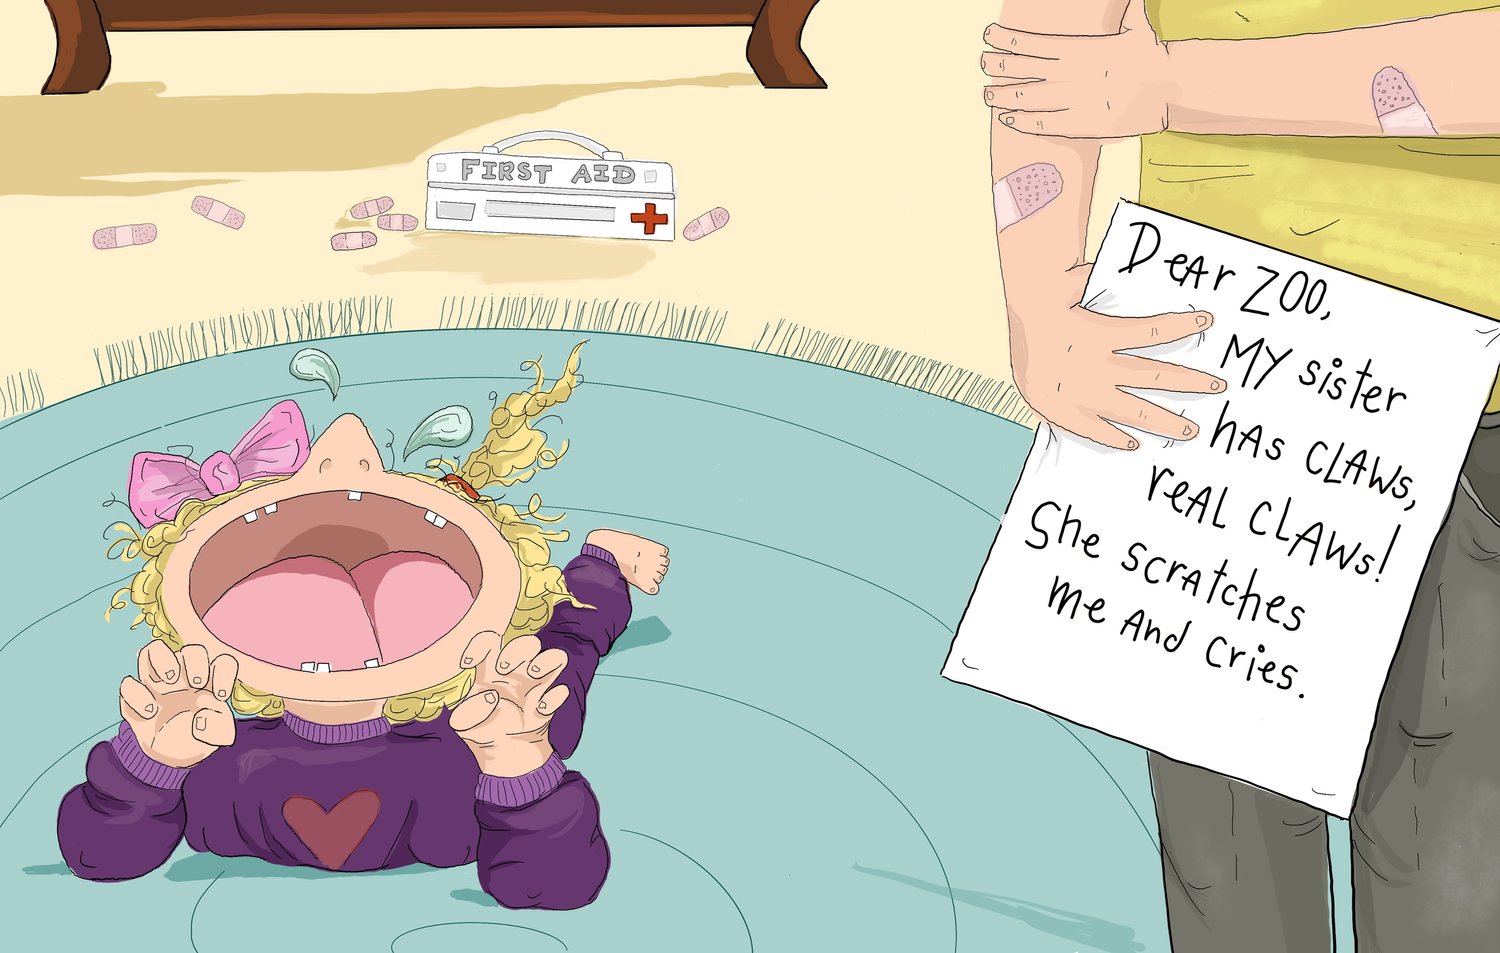 FIRST AID
Dear ZOO,
MY sister
hAs CLAWs,
reAL CLAWs!
She scrAtches
me And cries.